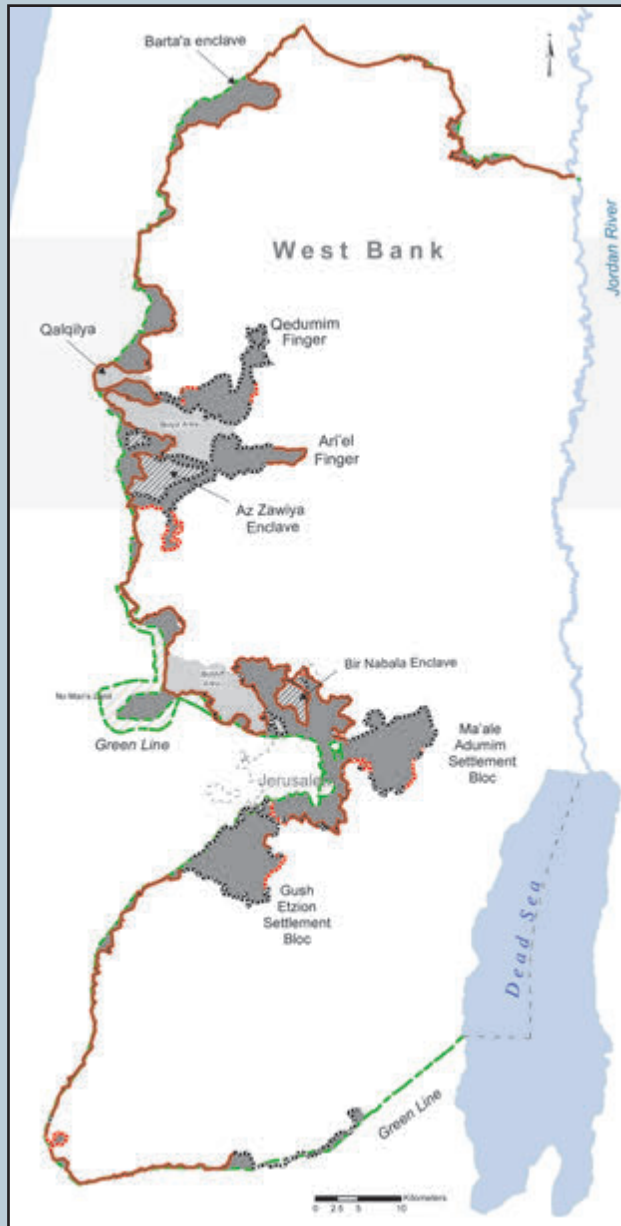 Barta'a enclave
Jordan River
West Bank
Qalqilya
Qedumim
Finger
Ari'el
Finger
Az Zawiya
Enclave
Bir Nabala Enclave
No Man's Land
Green Line
Ma'ale
Adumim
Settlement
Bloc
Jerusalem
Gush
Etzion
Settlement
Bloc
Dead Sea
Green Line
Kilometers
0 2.5 5 10